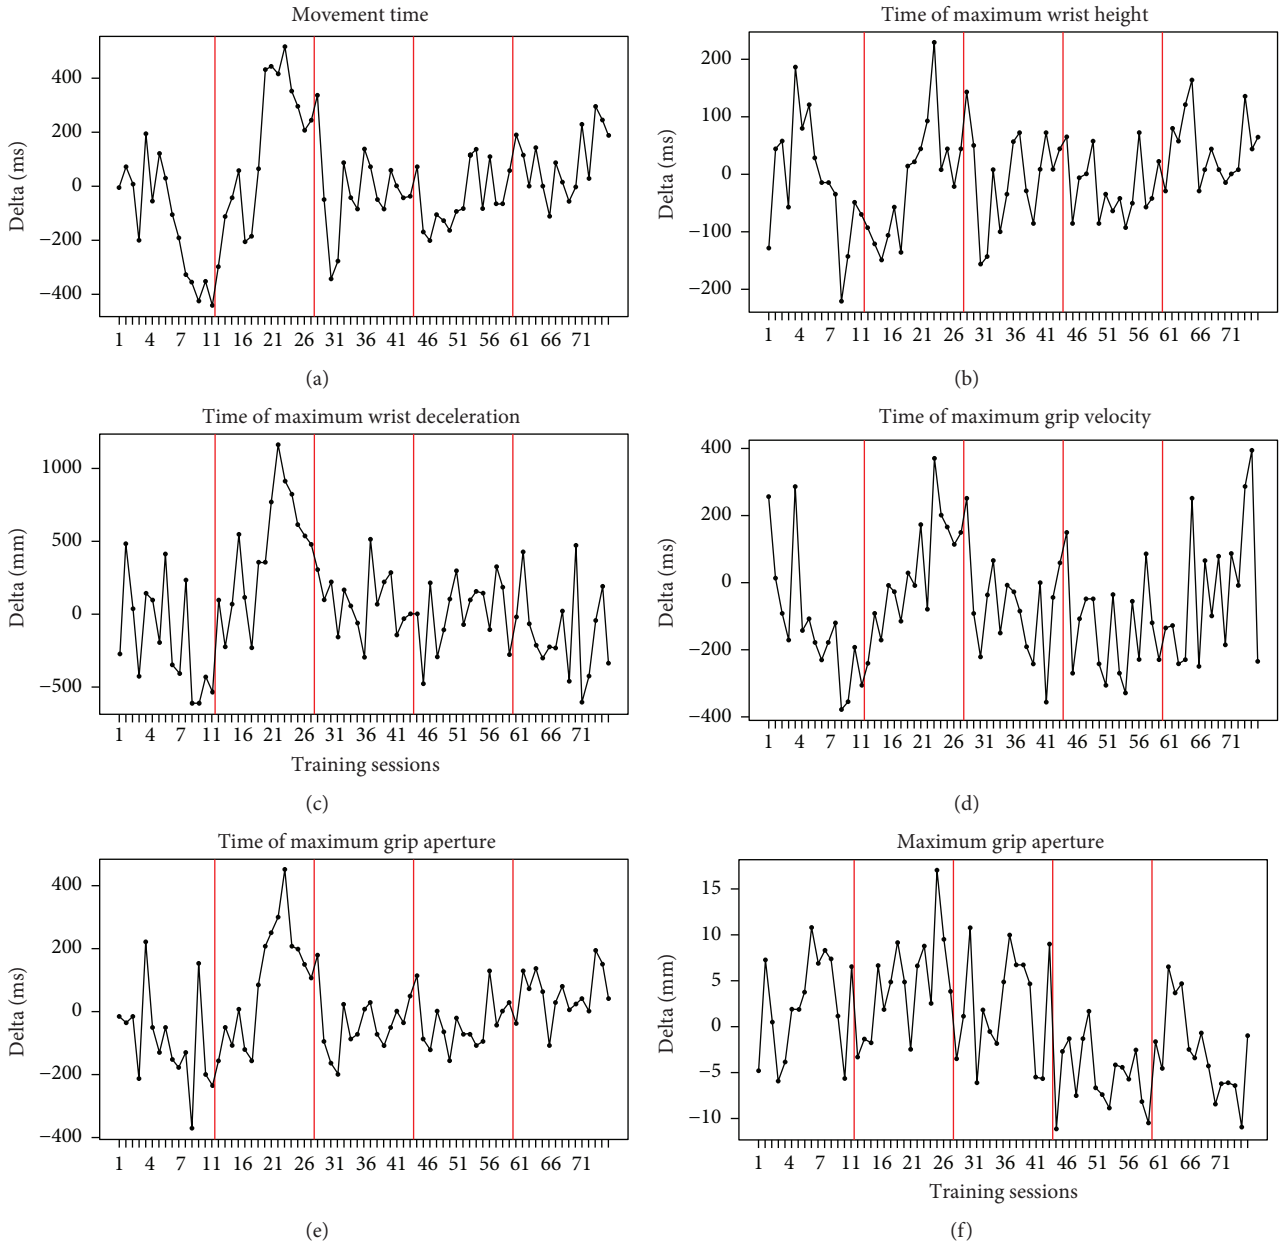 Movement time
400
200
0
−200
−400
Delta (ms)
1 4 7 11 16 21 26 31 36 41 46 51 56 61 66 71
(a)
Time of maximum wrist height
200
100
0
−100
−200
Delta (ms)
1 4 7 11 16 21 26 31 36 41 46 51 56 61 66 71
(b)
Time of maximum wrist deceleration
1000
500
0
−500
Delta (mm)
1 4 7 11 16 21 26 31 36 41 46 51 56 61 66 71
Training sessions
(c)
Time of maximum grip velocity
400
200
0
−200
−400
Delta (ms)
1 4 7 11 16 21 26 31 36 41 46 51 56 61 66 71
(d)
Time of maximum grip aperture
400
200
0
−200
−400
Delta (ms)
1 4 7 11 16 21 26 31 36 41 46 51 56 61 66 71
(e)
Maximum grip aperture
15
10
5
0
−5
−10
Delta (mm)
1 4 7 11 16 21 26 31 36 41 46 51 56 61 66 71
Training sessions
(f)